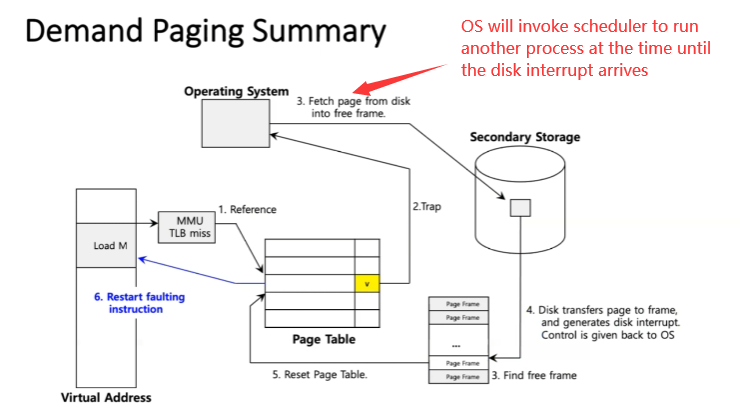 Demand Paging Summary
OS will invoke scheduler to run
another process at the time until
the disk interrupt arrives
Operating System
3. Fetch page from disk
into free frame.
Secondary Storage
1. Reference
2.Trap
MMU
TLB miss
Load M
v
6. Restart faulting
instruction
Page Frame
Page Frame
...
Page Frame
Page Frame
4. Disk transfers page to frame,
and generates disk interrupt.
Control is given back to OS
Page Table
5. Reset Page Table.
3. Find free frame
Virtual Address